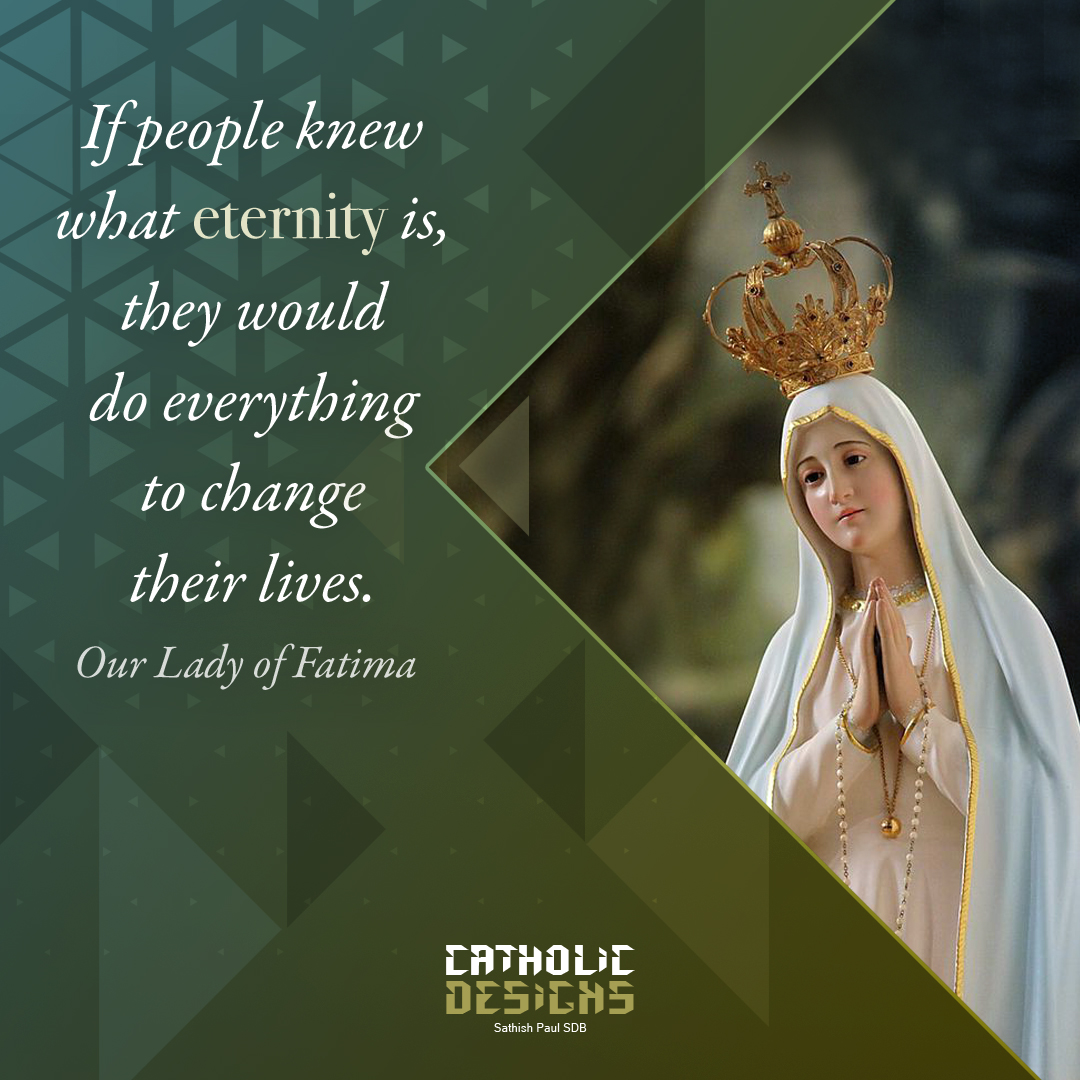 If people knew
what eternity is,
they would
do everything
to change
their lives.
Our Lady of Fatima
CATHOLIC
DESIGNS
Sathish Paul SDB